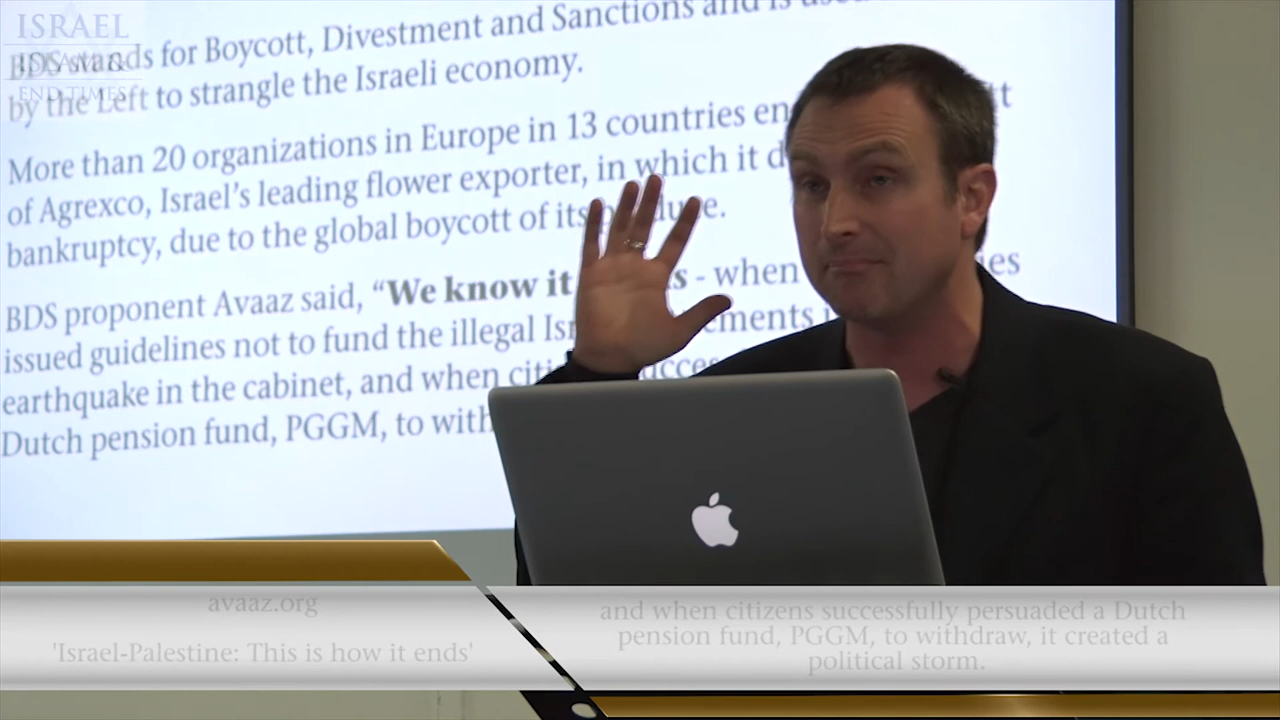 ISRAEL
ISLAM &
END TIMES
BDS stands for Boycott, Divestment and Sanctions and is
by the Left to strangle the Israeli economy.
More than 20 organizations in Europe in 13 countries
of Agrexco, Israel's leading flower exporter, in which it
bankruptcy, due to the global boycott of its
BDS proponent Avaaz said, "We know it - when
issued guidelines not to fund the illegal
earthquake in the cabinet, and when
Dutch pension fund, PGGM, to
avaaz.org
'Israel-Palestine: This is how it ends'
and when citizens successfully persuaded a Dutch
pension fund, PGGM, to withdraw, it created a
political storm.